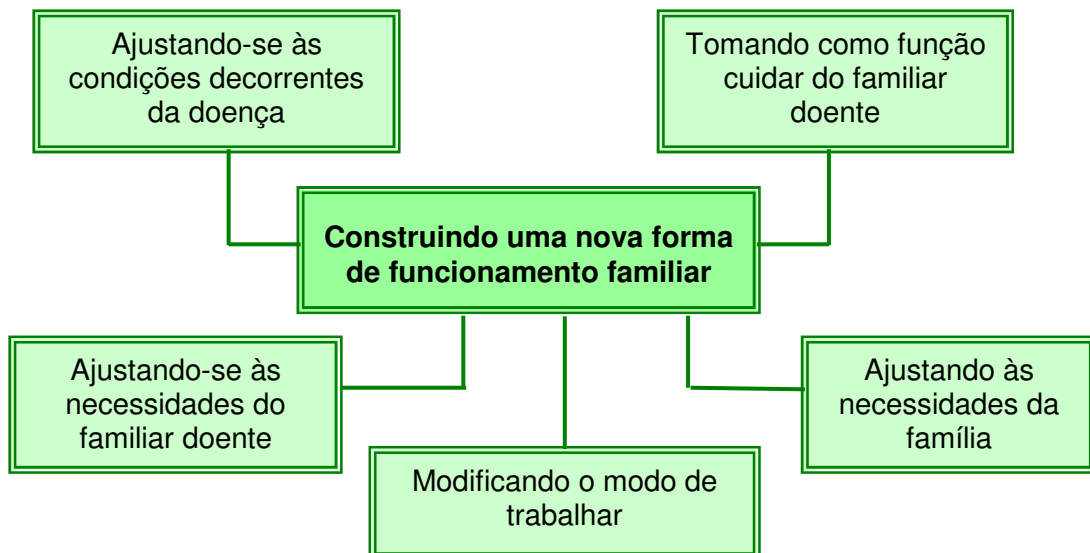 Ajustando-se às
condições decorrentes
da doença
Tomando como função
cuidar do familiar
doente
Construindo uma nova forma
de funcionamento familiar
Ajustando-se às
necessidades do
familiar doente
Modificando o modo de
trabalhar
Ajustando às
necessidades da
família